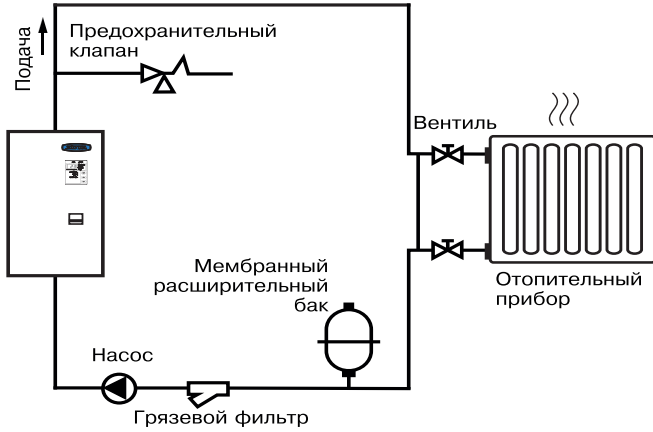 Подача
Предохранительный
клапан
Вентиль
Мембранный
расширительный
бак
Отопительный
прибор
Насос
Грязевой фильтр